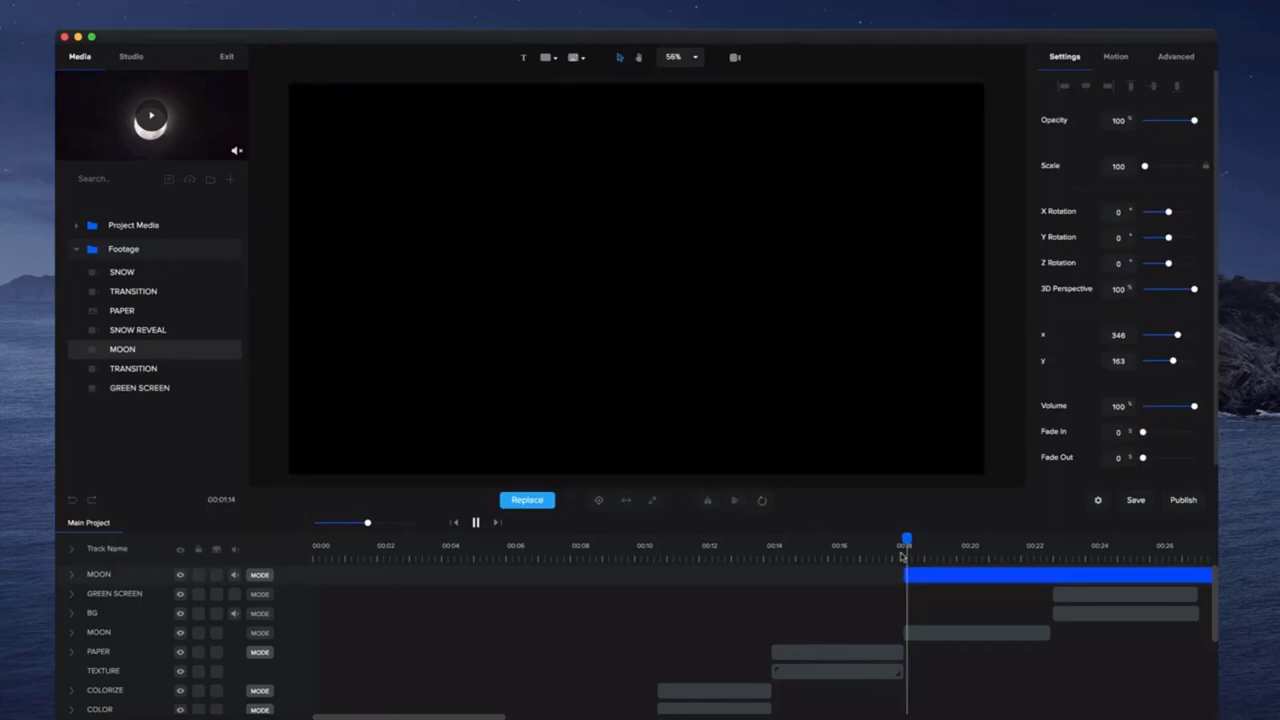 Media Studio Exit
T 56%
Settings Motion Advanced
Opacity 100 %
Search..
Scale 100
X Rotation 0 °
Project Media
Y Rotation 0 °
Footage
Z Rotation 0 °
SNOW
3D Perspective 100 %
TRANSITION
PAPER
SNOW REVEAL
x 346
MOON
y 163
TRANSITION
GREEN SCREEN
Volume 100 %
Fade In 0 s
Fade Out 0 s
00:01:14 Replace Save Publish
Main Project
Track Name 00:00 00:02 00:04 00:06 00:08 00:10 00:12 00:14 00:16 00:20 00:22 00:24 00:26
MOON MODE
GREEN SCREEN MODE
BG MODE
MOON MODE
PAPER MODE
TEXTURE
COLORIZE MODE
COLOR MODE